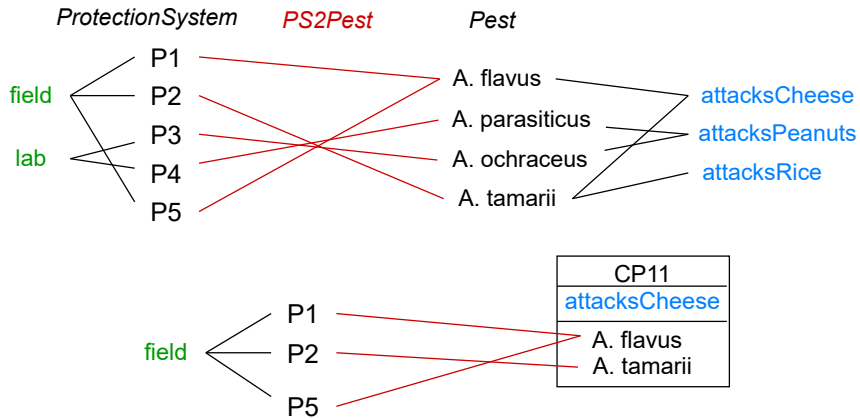 ProtectionSystem PS2Pest Pest
P1
A. flavus
field P2 attacksCheese
A. parasiticus
P3 attacksPeanuts
lab A. ochraceus
P4 attacksRice
A. tamarii
P5
CP11
attacksCheese
P1
A. flavus
field P2
A. tamarii
P5